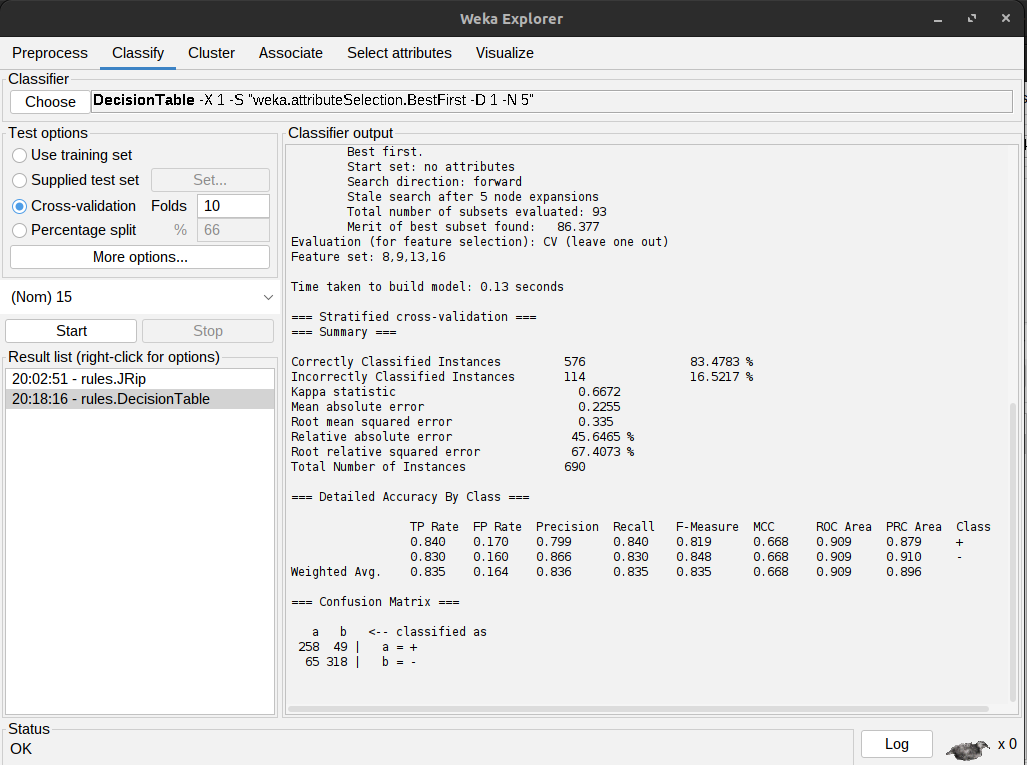 Weka Explorer
Preprocess Classify Cluster Associate Select attributes Visualize
Classifier
Choose DecisionTable -X 1 -S "weka.attributeSelection.BestFirst -D 1 -N 5"
Test options
Use training set
Supplied test set Set...
Cross-validation Folds 10
Percentage split % 66
More options...
(Nom) 15
Start Stop
Result list (right-click for options)
20:02:51 - rules.JRip
20:18:16 - rules.DecisionTable
Classifier output
Best first.
Start set: no attributes
Search direction: forward
Stale search after 5 node expansions
Total number of subsets evaluated: 93
Merit of best subset found: 86.377
Evaluation (for feature selection): CV (leave one out)
Feature set: 8,9,13,16
Time taken to build model: 0.13 seconds
=== Stratified cross-validation ===
=== Summary ===
Correctly Classified Instances 576 83.4783 %
Incorrectly Classified Instances 114 16.5217 %
Kappa statistic 0.6672
Mean absolute error 0.2255
Root mean squared error 0.335
Relative absolute error 45.6465 %
Root relative squared error 67.4073 %
Total Number of Instances 690
=== Detailed Accuracy By Class ===
TP Rate FP Rate Precision Recall F-Measure MCC ROC Area PRC Area Class
0.840 0.170 0.799 0.840 0.819 0.668 0.909 0.879 +
0.830 0.160 0.866 0.830 0.848 0.668 0.909 0.910 -
Weighted Avg. 0.835 0.164 0.836 0.835 0.835 0.668 0.909 0.896
=== Confusion Matrix ===
a b <-- classified as
258 49 | a = +
65 318 | b = -
Status
OK
Log x 0